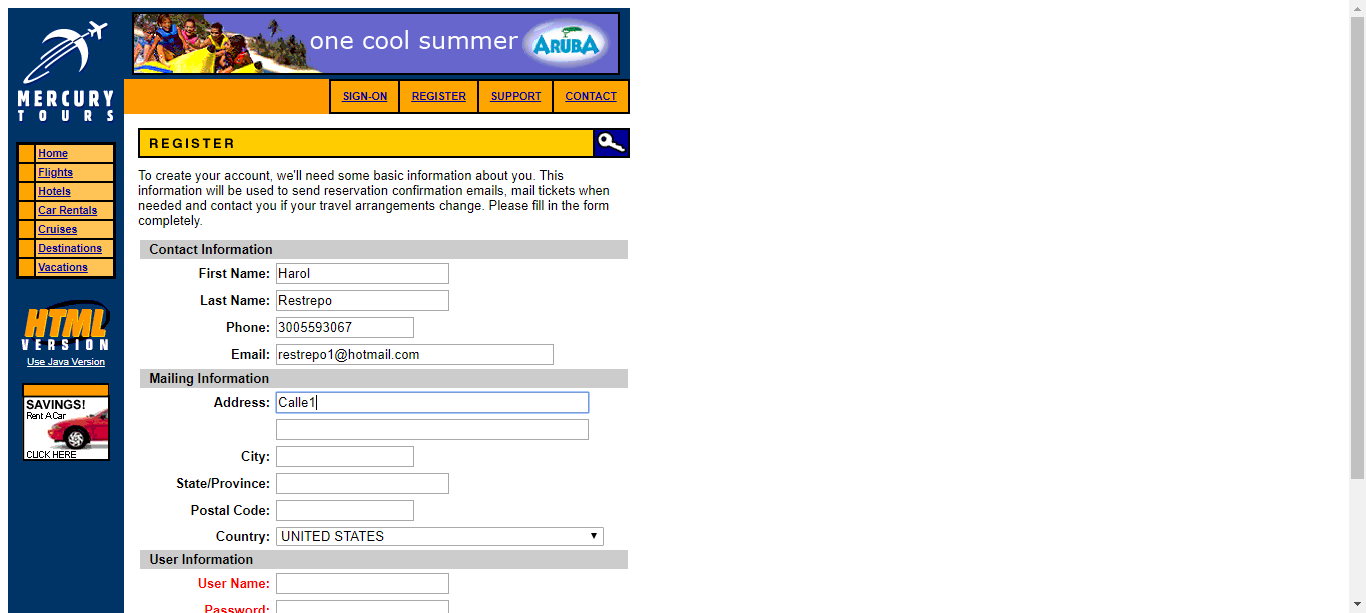 one cool summer ARUBA
MERCURY
TOURS
SIGN-ON REGISTER SUPPORT CONTACT
Home
Flights
Hotels
Car Rentals
Cruises
Destinations
Vacations
HTML
VERSION
Use Java Version
SAVINGS!
Rent A Car
CLICK HERE
REGISTER
To create your account, we'll need some basic information about you. This
information will be used to send reservation confirmation emails, mail tickets when
needed and contact you if your travel arrangements change. Please fill in the form
completely.
Contact Information
First Name: Harol
Last Name: Restrepo
Phone: 3005593067
Email: restrepo1@hotmail.com
Mailing Information
Address: Calle1
City:
State/Province:
Postal Code:
Country: UNITED STATES
User Information
User Name:
Password: